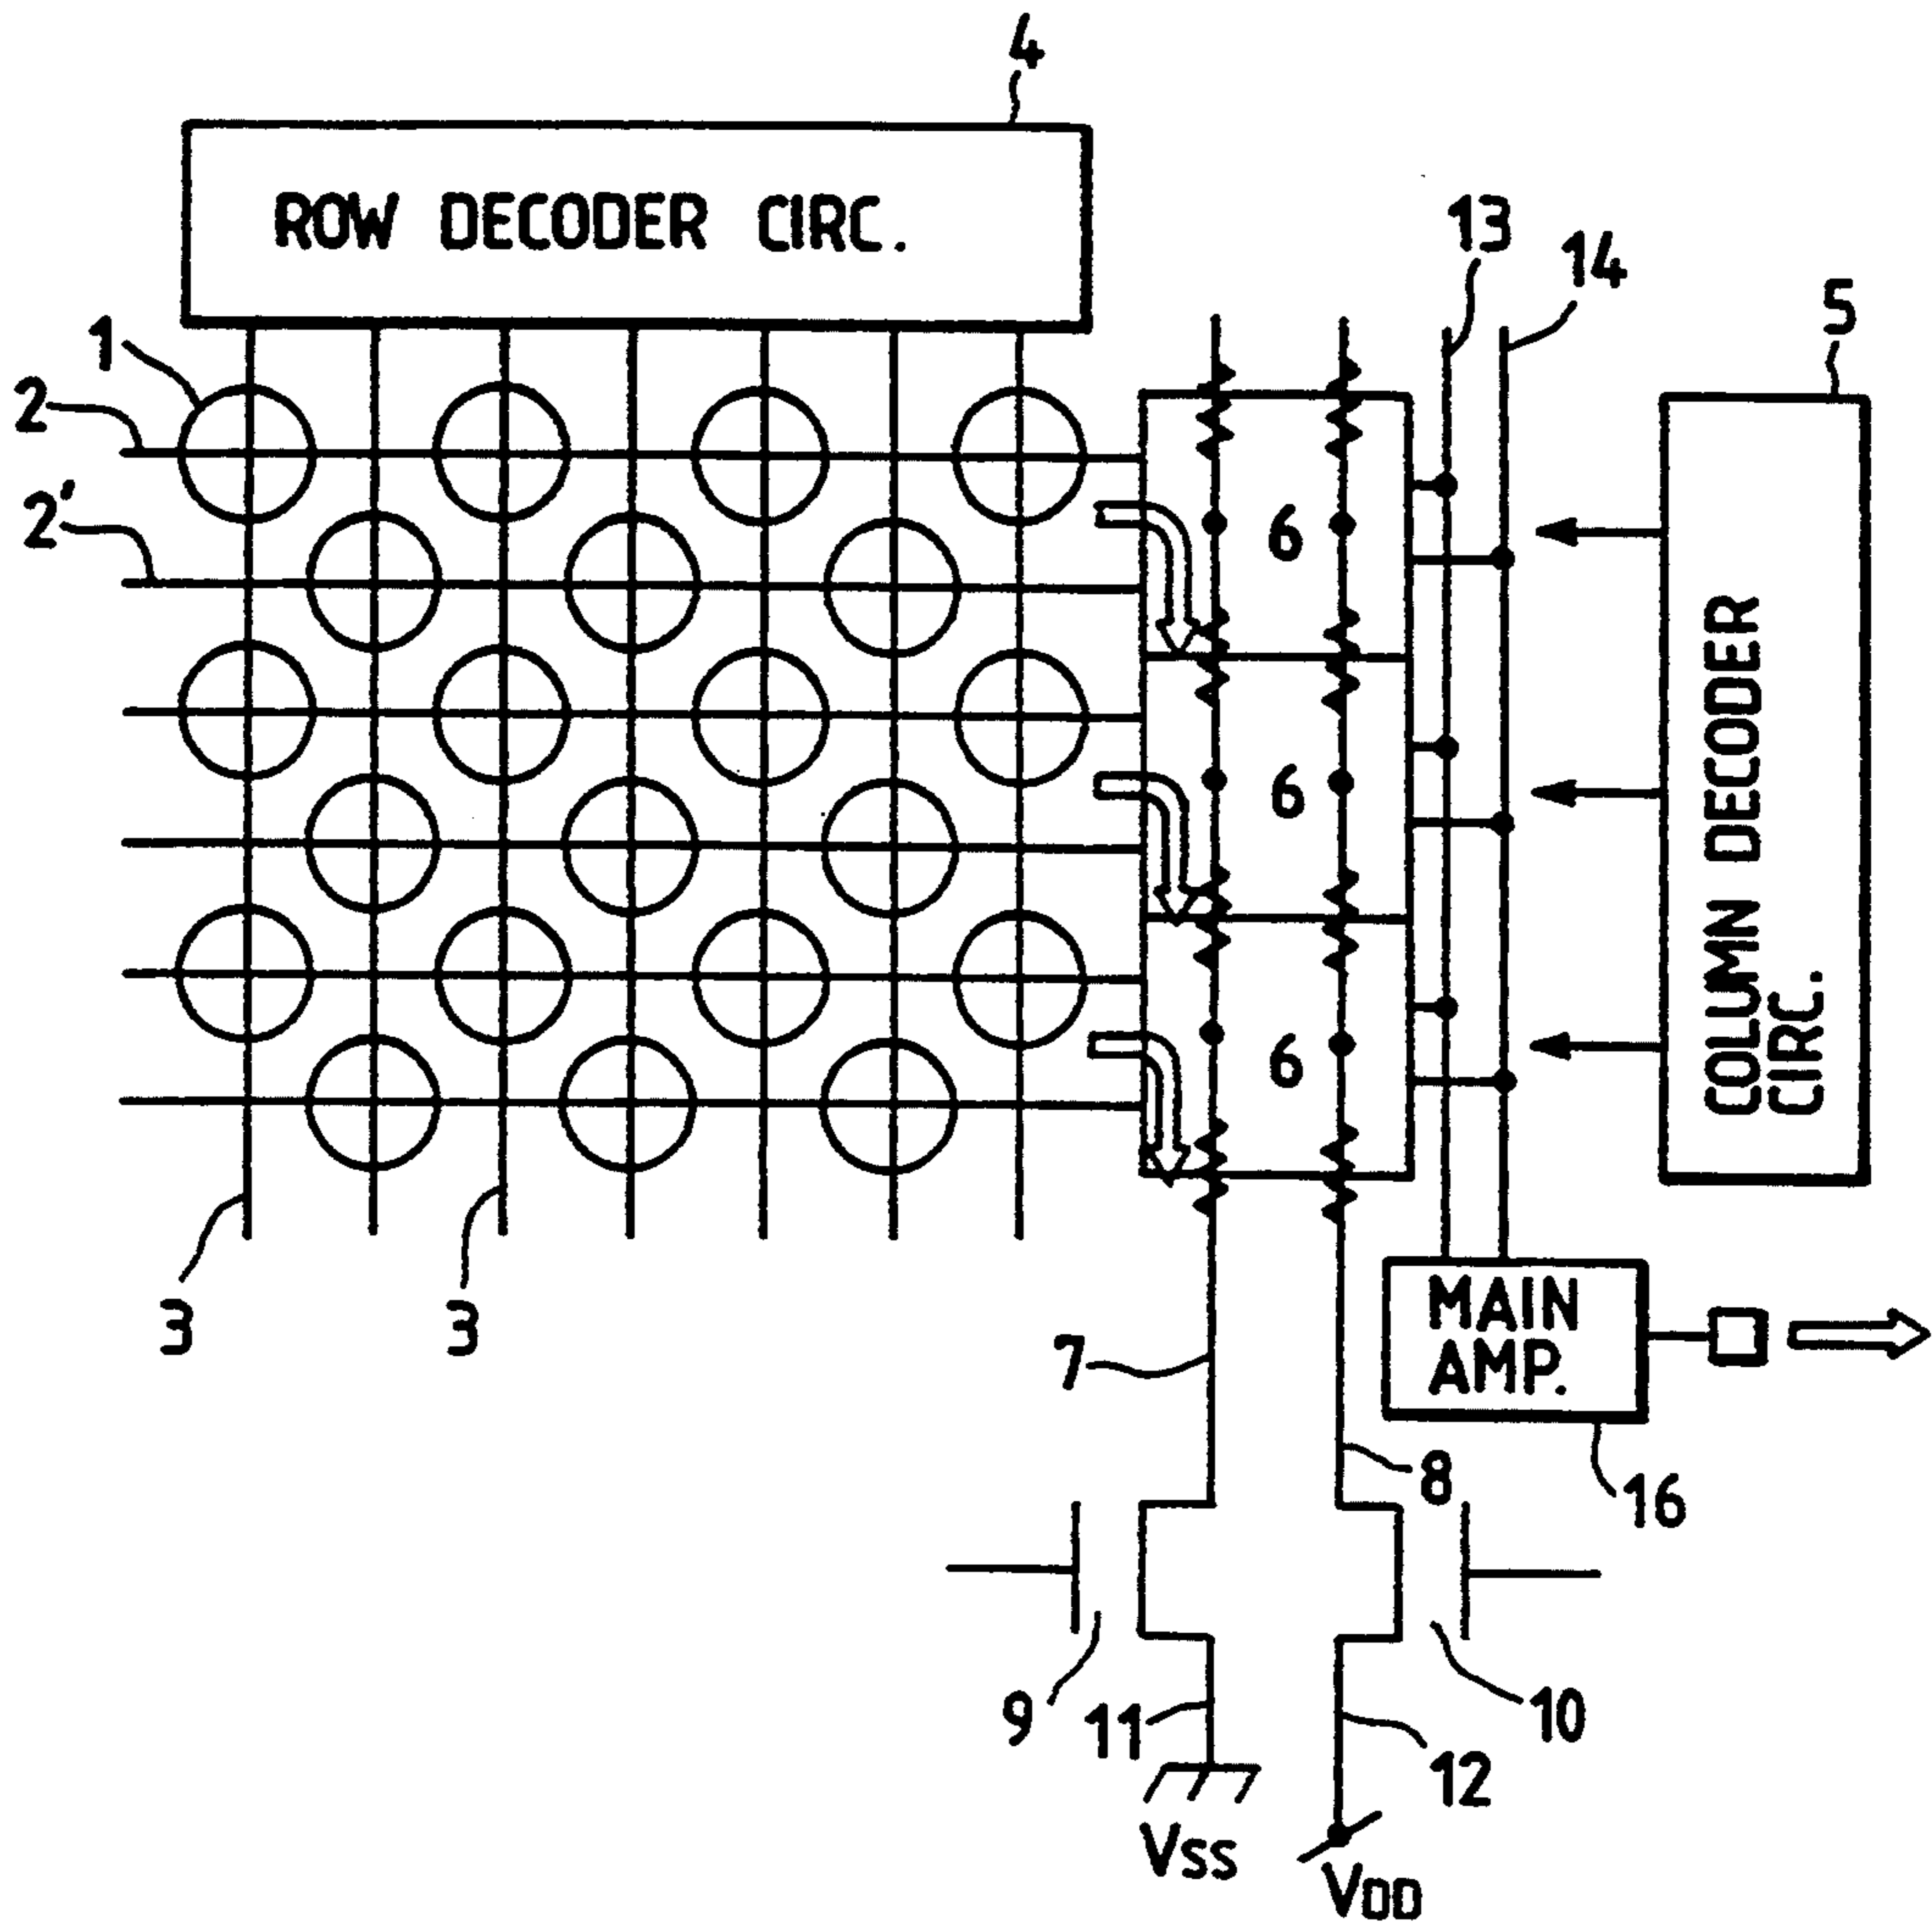 4
ROW DECODER CIRC.
13
14
5
1
2
2'
6
6
6
COLUMN DECODER
CIRC.
3
3
MAIN
AMP.
7
8
16
9
11
10
12
VSS
VDD